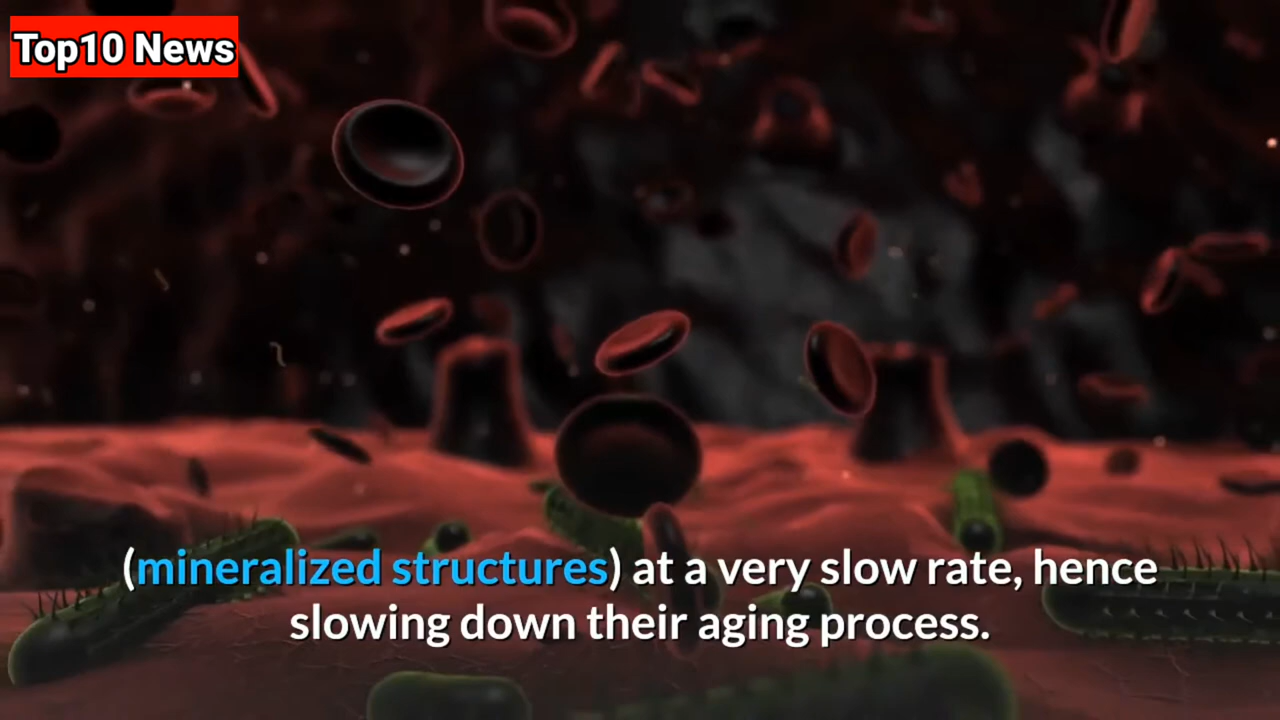 Top10 News
(mineralized structures) at a very slow rate, hence
slowing down their aging process.